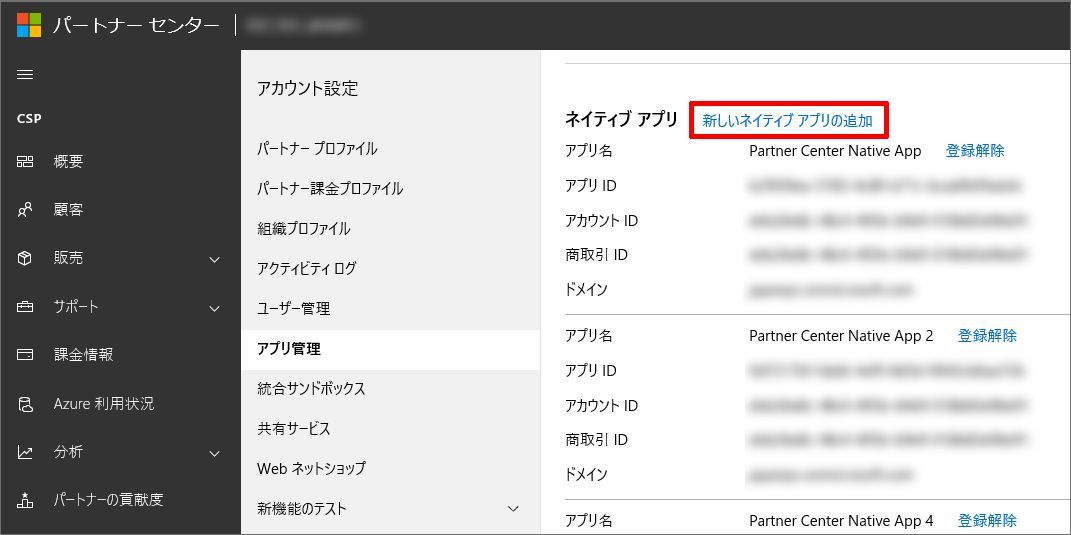 パートナー センター
CSP
概要
顧客
販売
サポート
課金情報
Azure 利用状況
分析
パートナーの貢献度
アカウント設定
パートナー プロファイル
パートナー課金プロファイル
組織プロファイル
アクティビティ ログ
ユーザー管理
アプリ管理
統合サンドボックス
共有サービス
Web ネットショップ
新機能のテスト
ネイティブ アプリ 新しいネイティブ アプリの追加
アプリ名 Partner Center Native App 登録解除
アプリ ID
アカウント ID
商取引 ID
ドメイン
アプリ名 Partner Center Native App 2 登録解除
アプリ ID
アカウント ID
商取引 ID
ドメイン
アプリ名 Partner Center Native App 4 登録解除